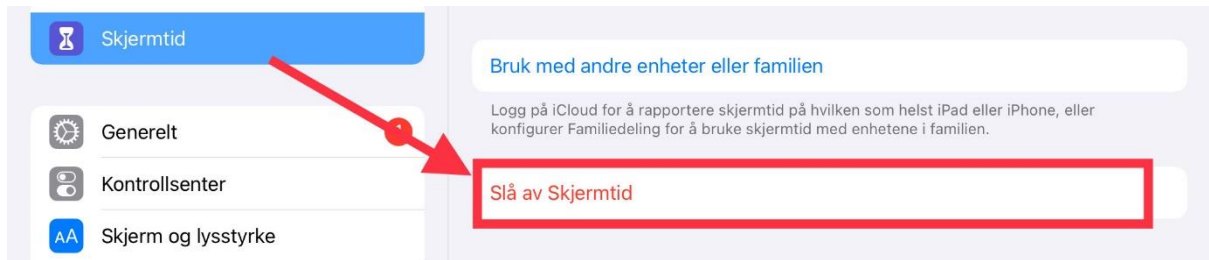 Skjermtid
Generelt
Kontrollsenter
AA Skjerm og lysstyrke
Bruk med andre enheter eller familien
Logg på iCloud for å rapportere skjermtid på hvilken som helst iPad eller iPhone, eller
konfigurer Familiedeling for å bruke skjermtid med enhetene i familien.
Slå av Skjermtid